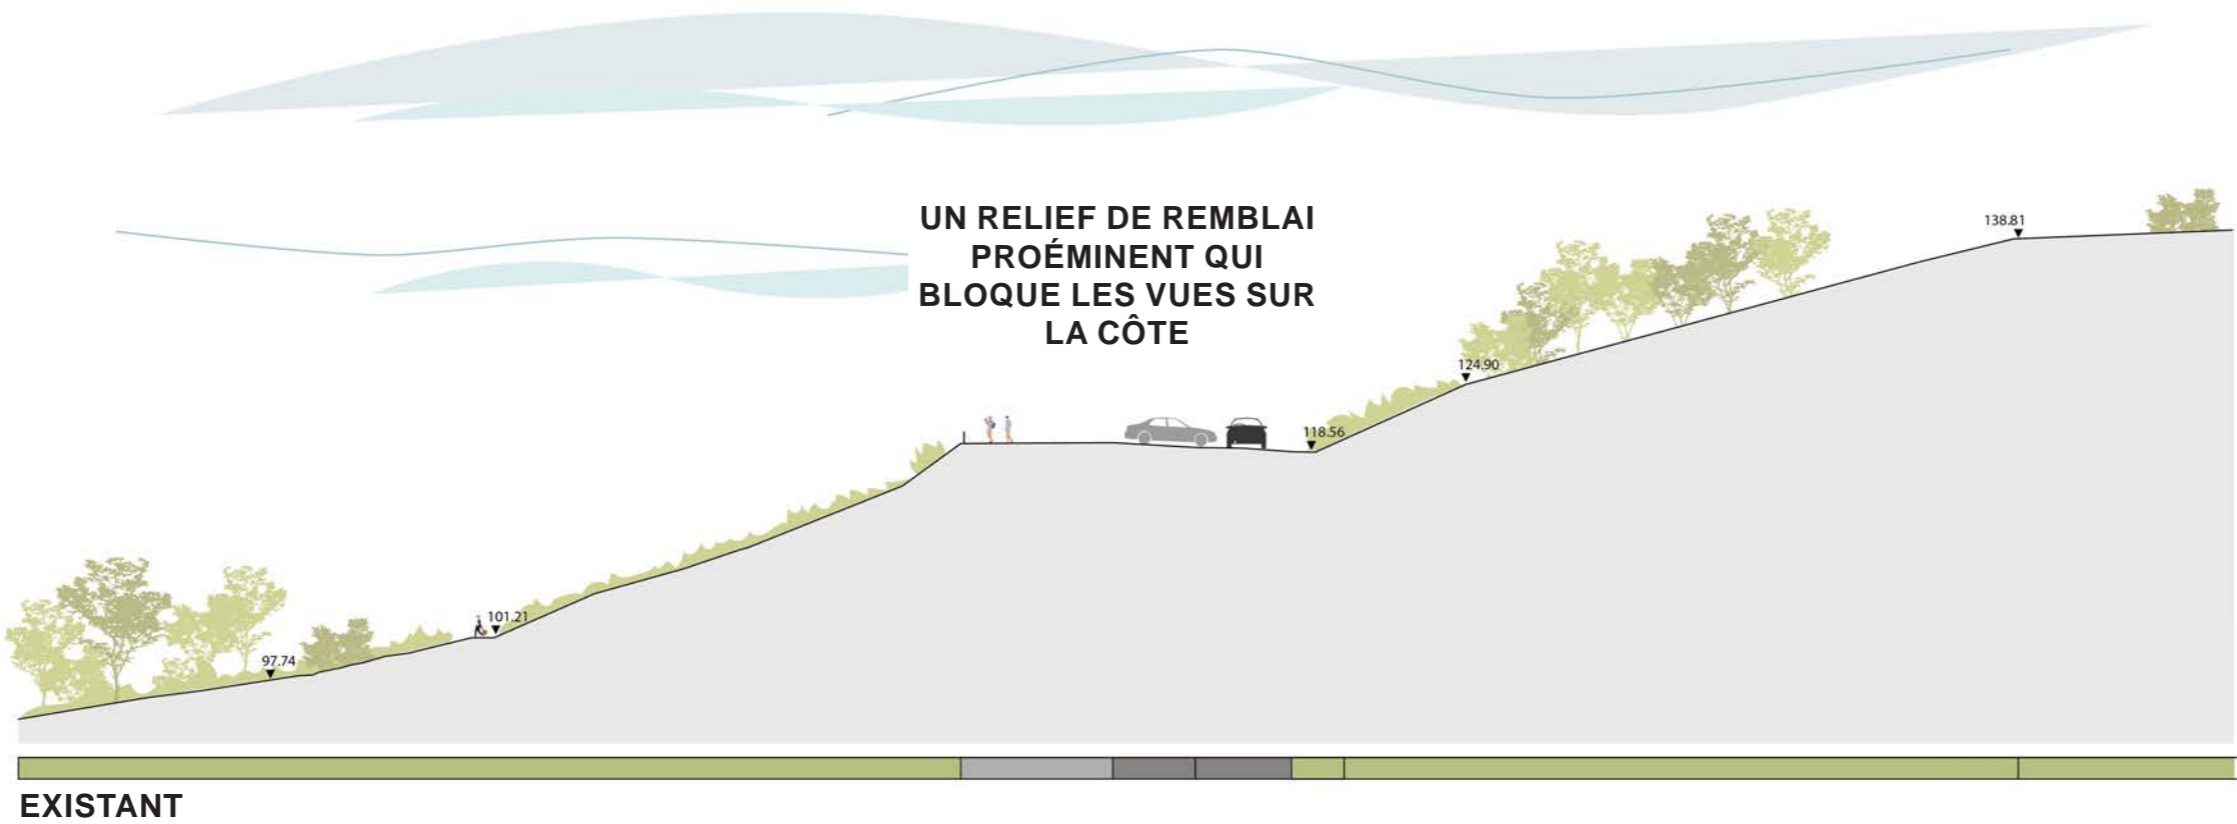 UN RELIEF DE REMBLAI
PROÉMINENT QUI
BLOQUE LES VUES SUR
LA CÔTE
138.81
124.90
118.56
101.21
97.74
EXISTANT